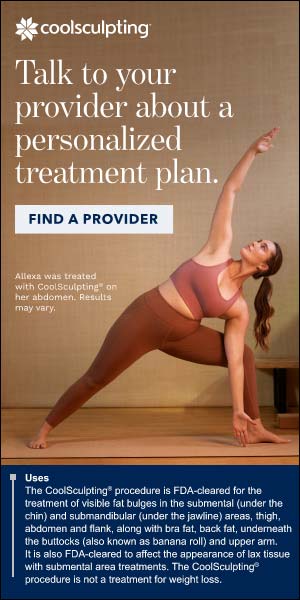 coolsculpting
Talk to your
provider about a
personalized
treatment plan.
FIND A PROVIDER
Allexa was treated
with CoolSculpting® on
her abdomen. Results
may vary.
Uses
The CoolSculpting® procedure is FDA-cleared for the
treatment of visible fat bulges in the submental (under the
chin) and submandibular (under the jawline) areas, thigh,
abdomen and flank, along with bra fat, back fat, underneath
the buttocks (also known as banana roll) and upper arm.
It is also FDA-cleared to affect the appearance of lax tissue
with submental area treatments. The CoolSculpting®
procedure is not a treatment for weight loss.